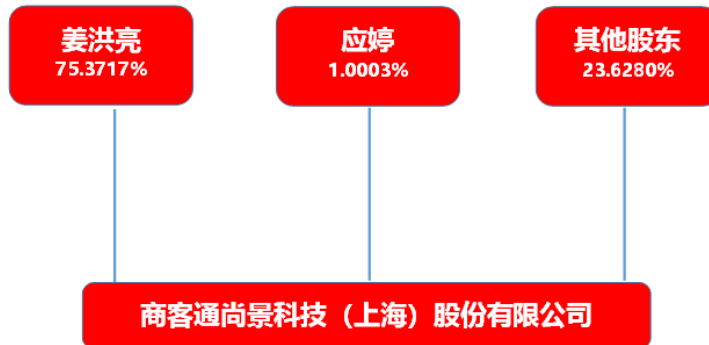 姜洪亮
75.3717%
应婷
1.0003%
其他股东
23.6280%
商客通尚景科技（上海）股份有限公司